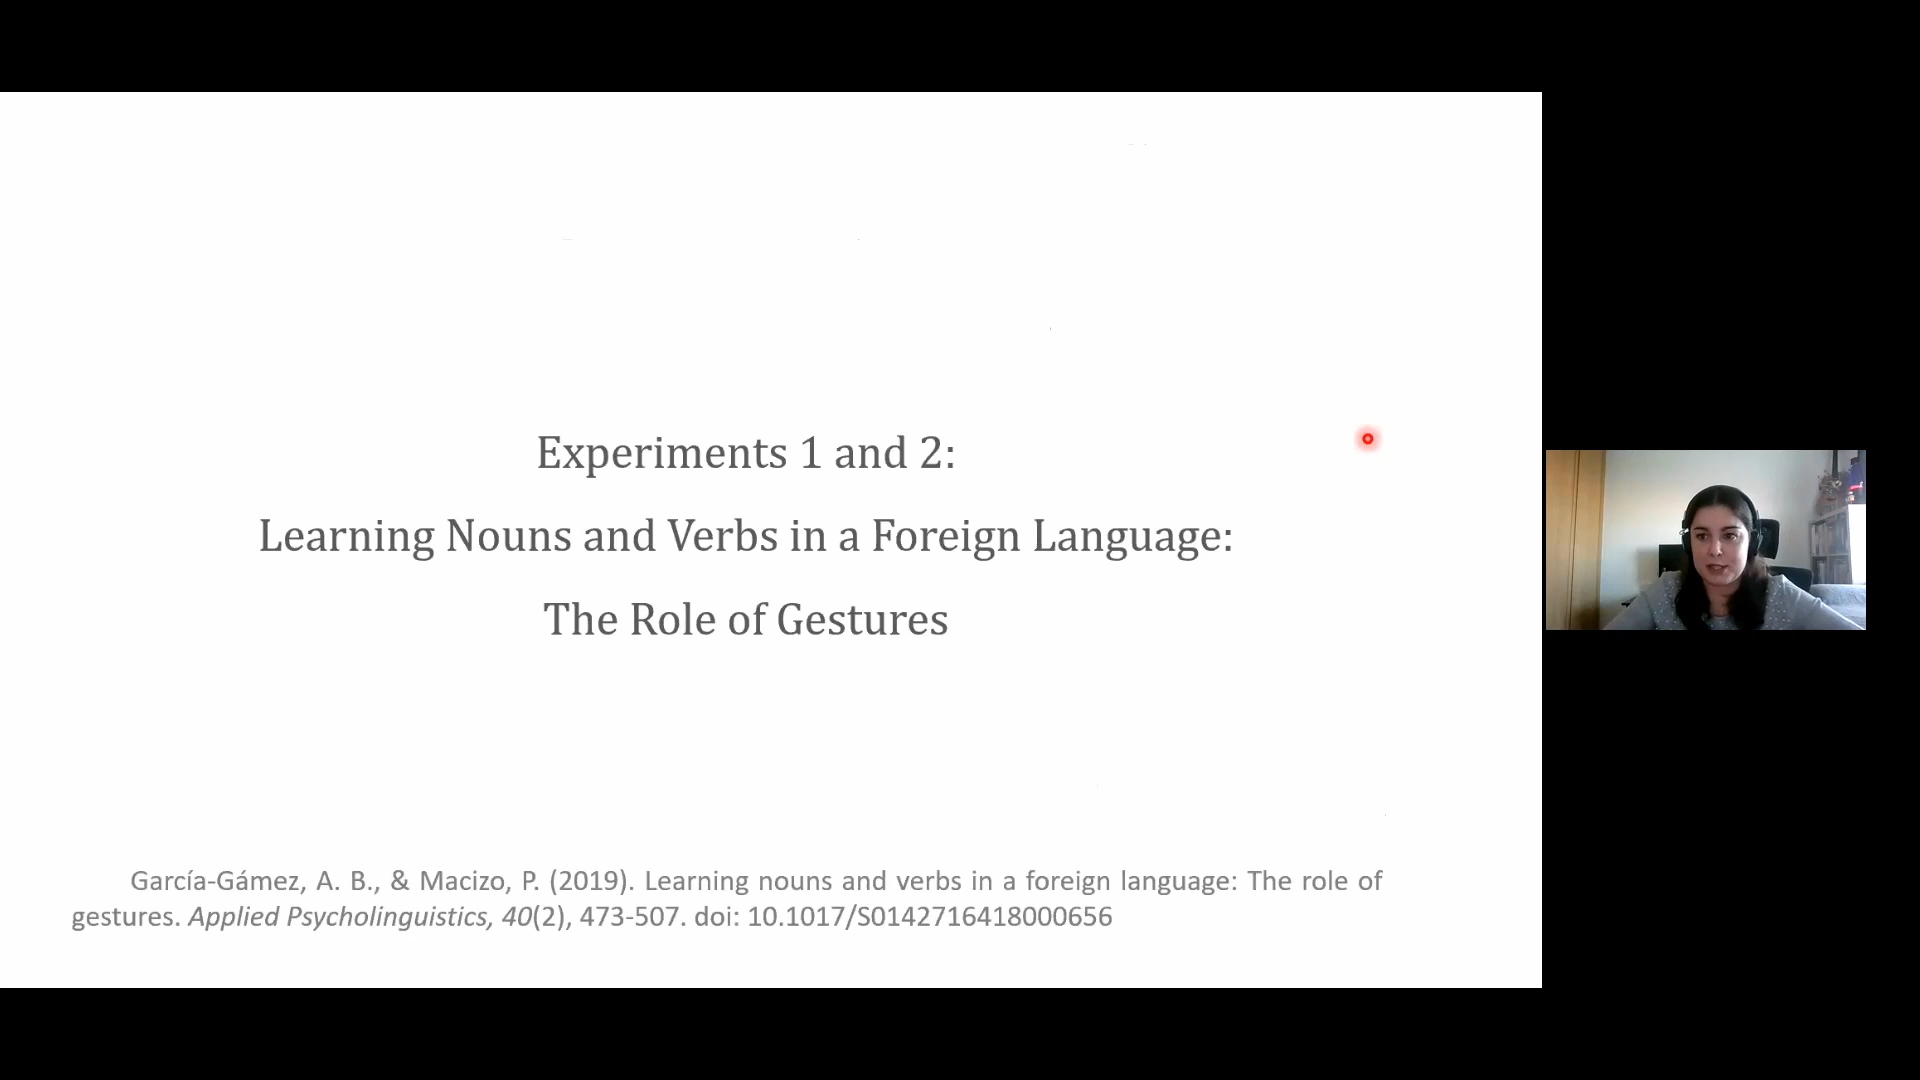 Experiments 1 and 2:
Learning Nouns and Verbs in a Foreign Language:
The Role of Gestures
García-Gámez, A. B., & Macizo, P. (2019). Learning nouns and verbs in a foreign language: The role of
gestures. Applied Psycholinguistics, 40(2), 473-507. doi: 10.1017/S0142716418000656